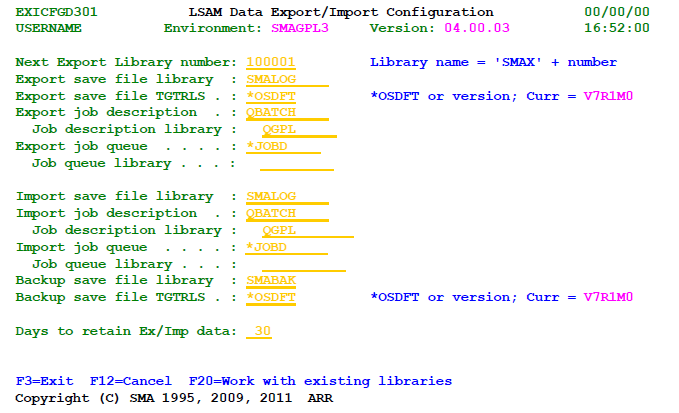 EXICFGD301 LSAM Data Export/Import Configuration 00/00/00
USERNAME Environment: SMAGPL3 Version: 04.00.03 16:52:00
Next Export Library number: 100001 Library name = 'SMAX' + number
Export save file library : SMALOG
Export save file TGTRLS . : *OSDFT *OSDFT or version; Curr = V7R1M0
Export job description . : QBATCH
Job description library : QGPL
Export job queue . . . . : *JOBD
Job queue library . . . :
Import save file library : SMALOG
Import job description . : QBATCH
Job description library : QGPL
Import job queue . . . . : *JOBD
Job queue library . . . :
Backup save file library : SMABAK
Backup save file TGTRLS . : *OSDFT *OSDFT or version; Curr = V7R1M0
Days to retain Ex/Imp data: 30
F3=Exit F12=Cancel F20=Work with existing libraries
Copyright (C) SMA 1995, 2009, 2011 ARR